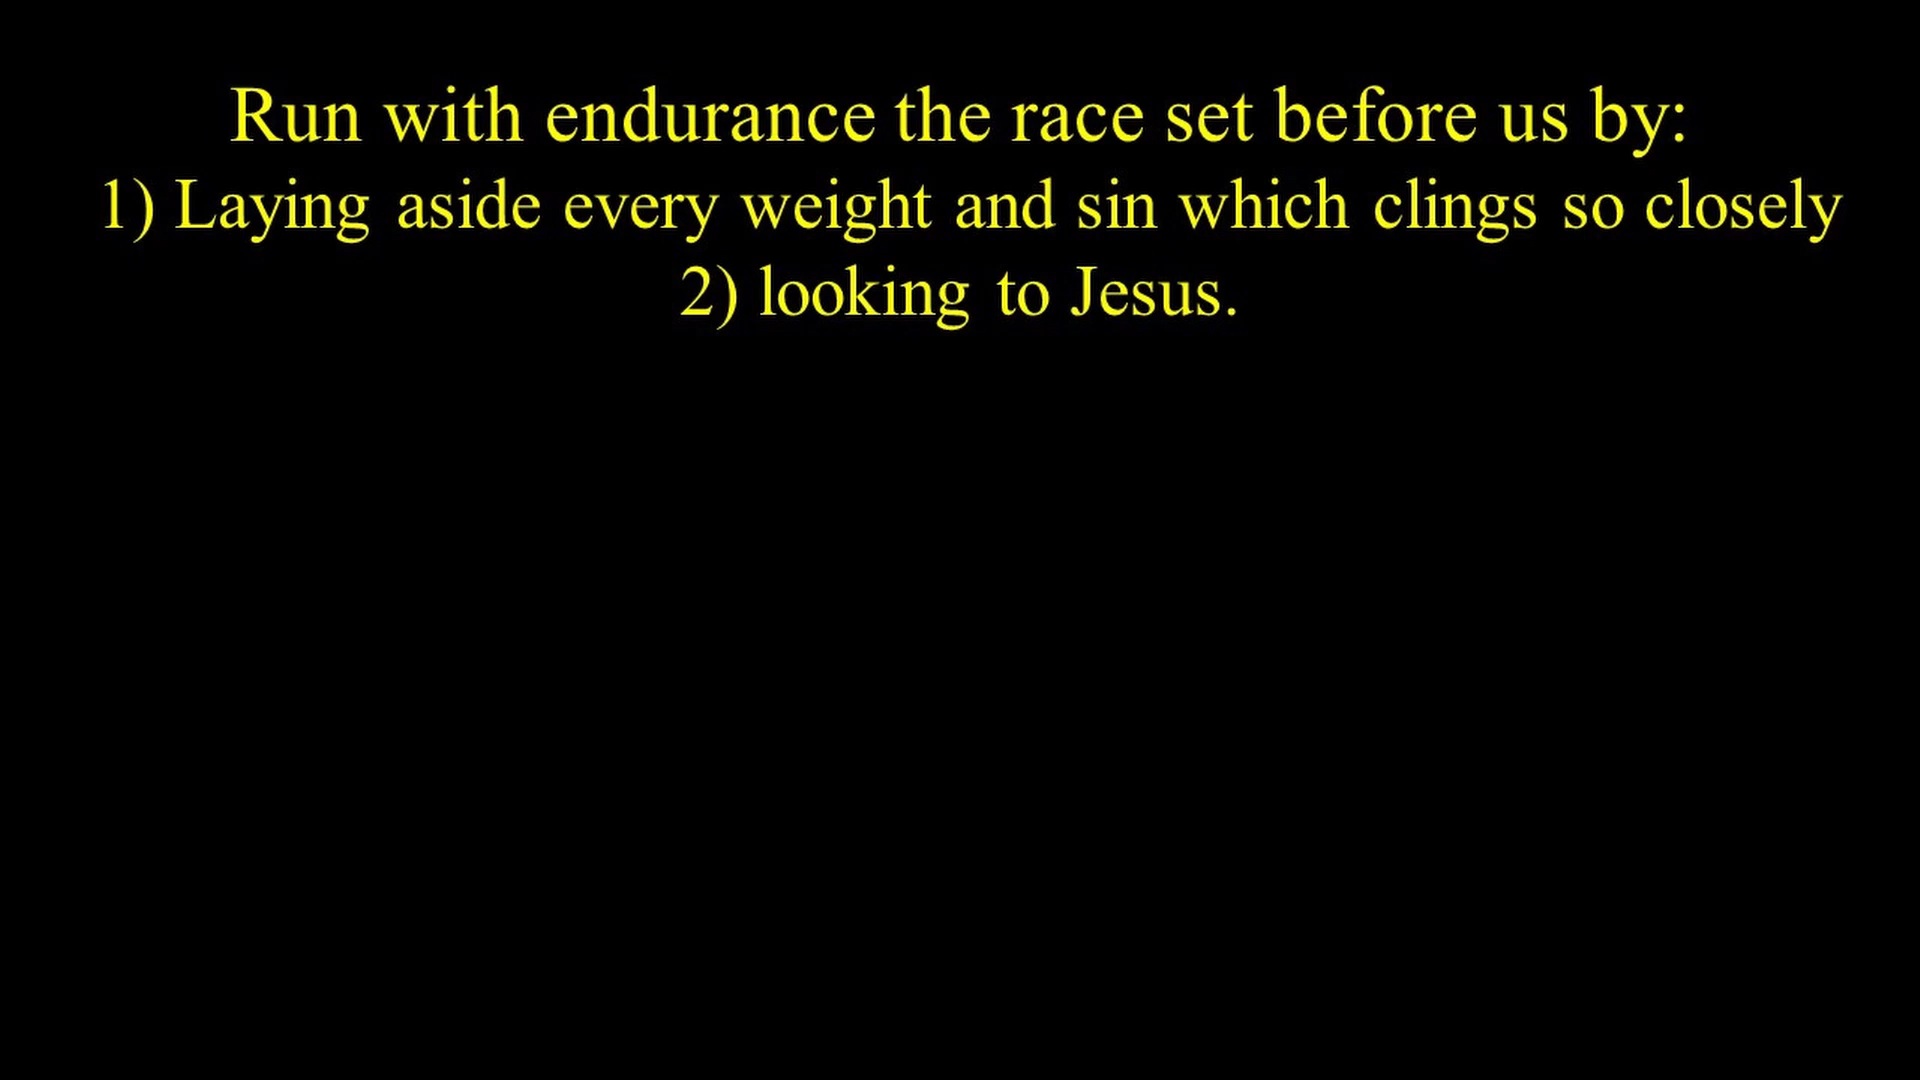 Run with endurance the race set before us by:
1) Laying aside every weight and sin which clings so closely
2) looking to Jesus.